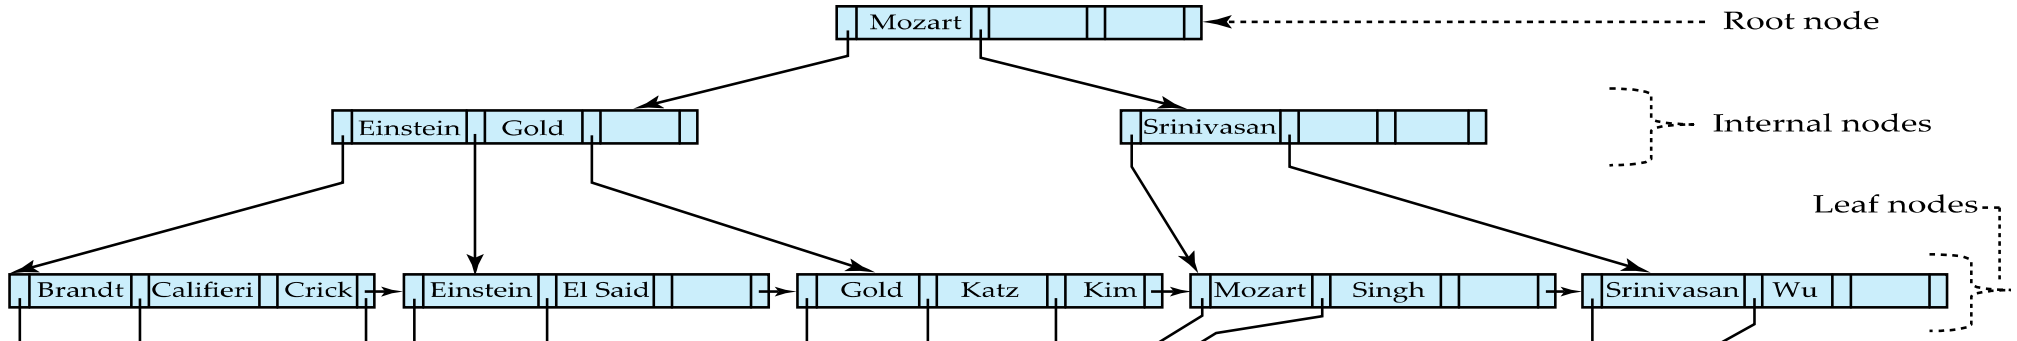 Mozart Root node
Einstein Gold Srinivasan Internal nodes
Leaf nodes
Brandt Califieri Crick Einstein El Said Gold Katz Kim Mozart Singh Srinivasan Wu